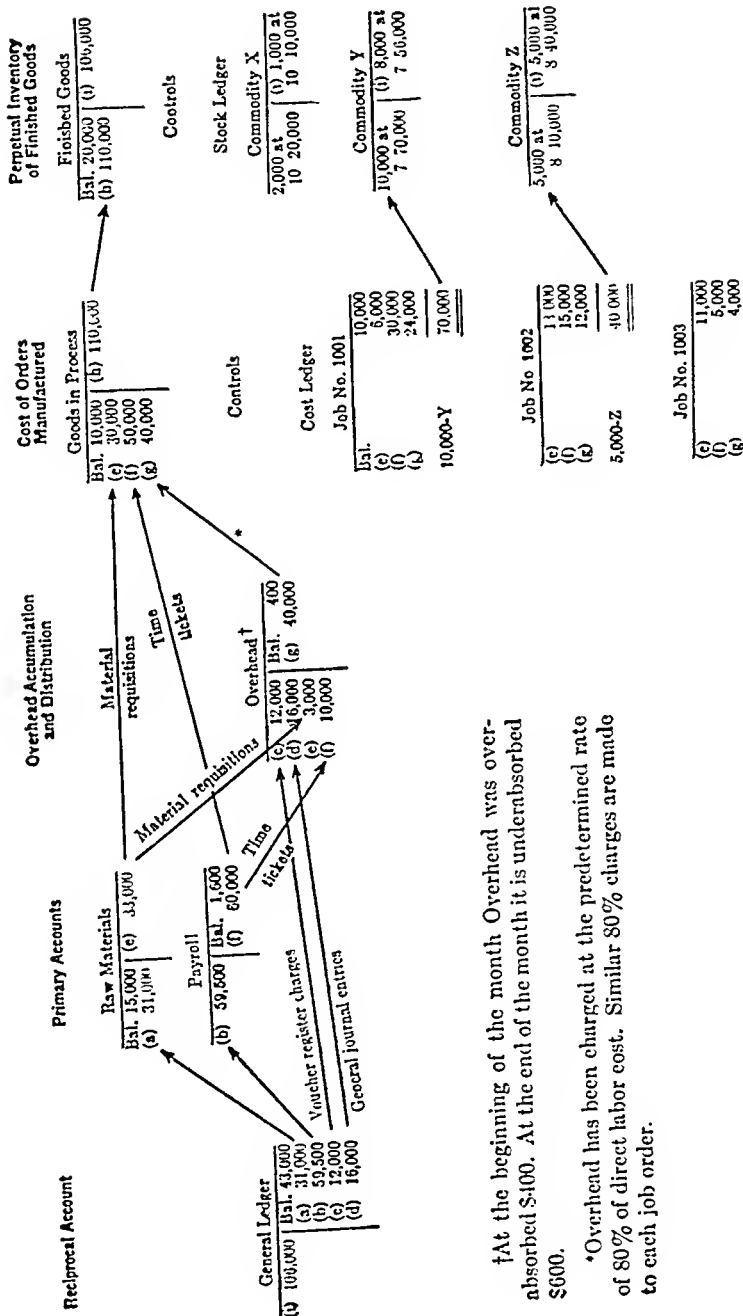 Reciprocal Account
General Ledger
(i) 106,000 | Bal. 43,000
(a) 31,000
(b) 59,500
(c) 12,000
(d) 16,000
Primary Accounts
Raw Materials
Bal. 15,000 | (e) 33,000
(a) 31,000
Payroll
(b) 59,500 | Bal. 1,600
(f) 60,000
Voucher register charges
General journal entries
Overhead Accumulation
and Distribution
Material
requisitions
Time
tickets
Material requisitions
Time
tickets
Overhead †
(c) 12,000 | Bal. 400
(d) 16,000 | (g) 40,000
(e) 3,000
(f) 10,000
*
Cost of Orders
Manufactured
Goods in Process
Bal. 10,000 | (h) 110,000
(e) 30,000
(f) 50,000
(g) 40,000
Controls
Cost Ledger
Job No. 1001
Bal. 10,000
(e) 6,000
(f) 30,000
(g) 24,000
10,000-Y 70,000
Job No 1002
(e) 13 000
(f) 15,000
(g) 12,000
5,000-Z 40 000
Job No. 1003
(e) 11,000
(f) 5,000
(g) 4,000
Perpetual Inventory
of Finished Goods
Finished Goods
Bal. 20,000 | (i) 106,000
(h) 110,000
Controls
Stock Ledger
Commodity X
2,000 at | (i) 1,000 at
10 20,000 | 10 10,000
Commodity Y
10,000 at | (i) 8,000 at
7 70,000 | 7 56,000
Commodity Z
5,000 at | (i) 5,000 at
8 40,000 | 8 40,000
†At the beginning of the month Overhead was over-
absorbed $400. At the end of the month it is underabsorbed
$600.
*Overhead has been charged at the predetermined rate
of 80% of direct labor cost. Similar 80% charges are made
to each job order.